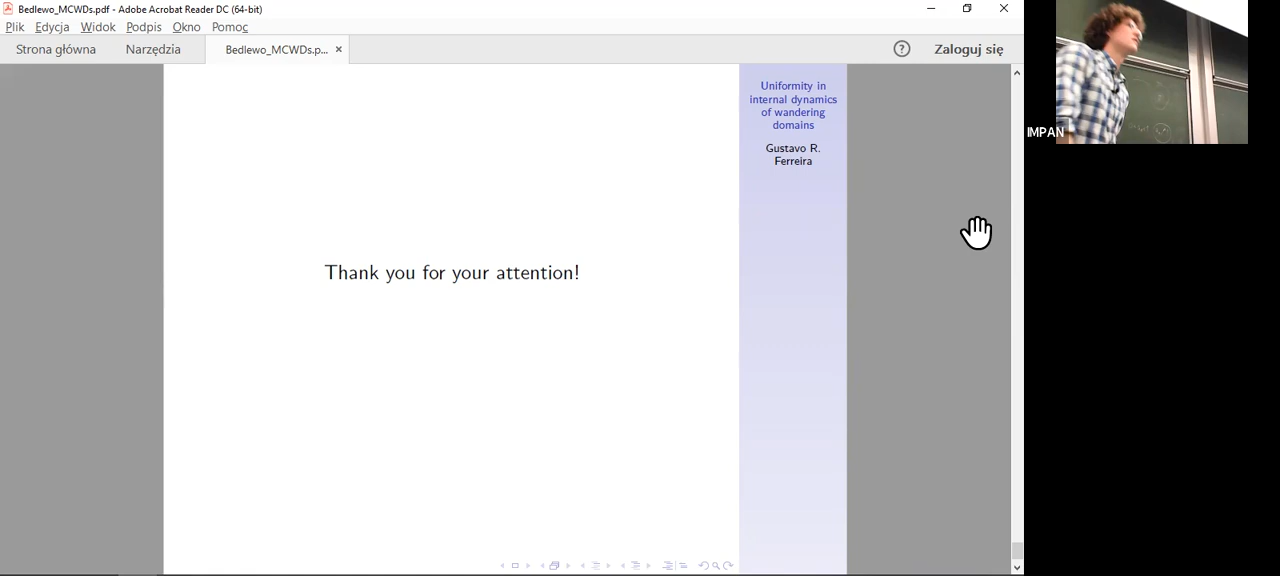 Bedlewo_MCWDs.pdf - Adobe Acrobat Reader DC (64-bit)
Plik Edycja Widok Podpis Okno Pomoc
Strona główna Narzędzia Bedlewo_MCWDs.p... × ? Zaloguj się
Uniformity in
internal dynamics
of wandering
domains
Gustavo R.
Ferreira
IMPAN
Thank you for your attention!